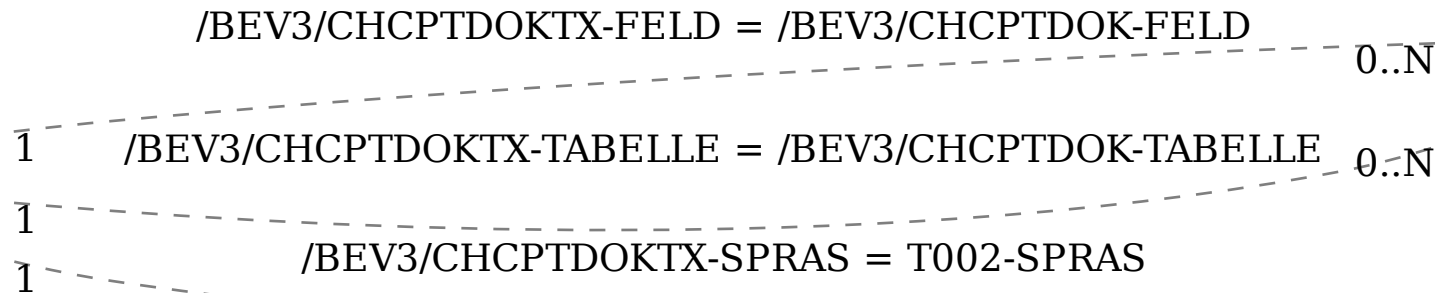 /BEV3/CHCPTDOKTX-FELD = /BEV3/CHCPTDOK-FELD
0..N
1
/BEV3/CHCPTDOKTX-TABELLE = /BEV3/CHCPTDOK-TABELLE
0..N
1
/BEV3/CHCPTDOKTX-SPRAS = T002-SPRAS
1